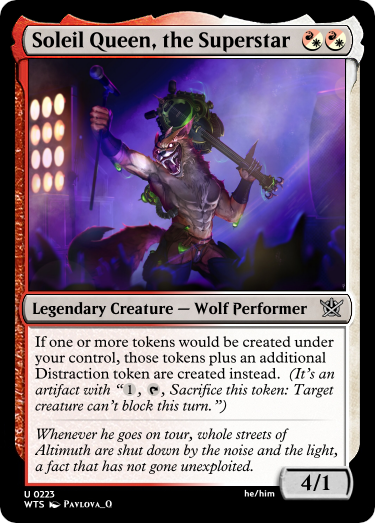 Soleil Queen, the Superstar
Legendary Creature — Wolf Performer
If one or more tokens would be created under
your control, those tokens plus an additional
Distraction token are created instead. (It's an
artifact with “1, , Sacrifice this token: Target
creature can't block this turn.”)
Whenever he goes on tour, whole streets of
Altimuth are shut down by the noise and the light,
a fact that has not gone unexploited.
4/1
U 0223
he/him
WTS Pavlova_O